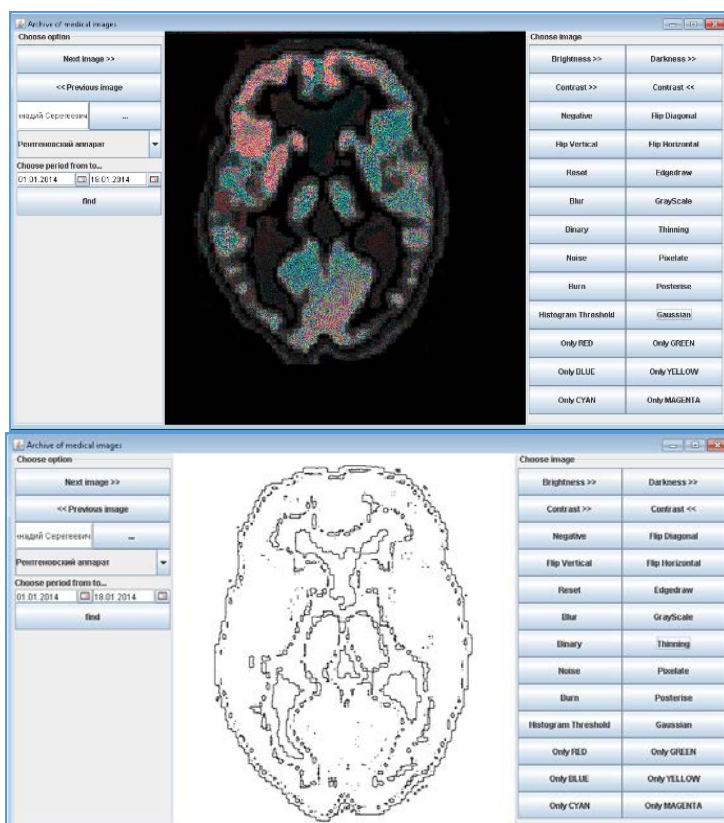 Archive of medical images
Choose option
Next image >>
<< Previous image
надий Сергеевич
...
Рентгеновский аппарат
Choose period from to...
01.01.2014
18.01.2014
find
Choose image
Brightness >> Darkness >>
Contrast >> Contrast <<
Negative Flip Diagonal
Flip Vertical Flip Horizontal
Reset Edgedraw
Blur GrayScale
Binary Thinning
Noise Pixelate
Burn Posterise
Histogram Threshold Gaussian
Only RED Only GREEN
Only BLUE Only YELLOW
Only CYAN Only MAGENTA
Archive of medical images
Choose option
Next image >>
<< Previous image
надий Сергеевич
...
Рентгеновский аппарат
Choose period from to...
01.01.2014
18.01.2014
find
Choose image
Brightness >> Darkness >>
Contrast >> Contrast <<
Negative Flip Diagonal
Flip Vertical Flip Horizontal
Reset Edgedraw
Blur GrayScale
Binary Thinning
Noise Pixelate
Burn Posterise
Histogram Threshold Gaussian
Only RED Only GREEN
Only BLUE Only YELLOW
Only CYAN Only MAGENTA